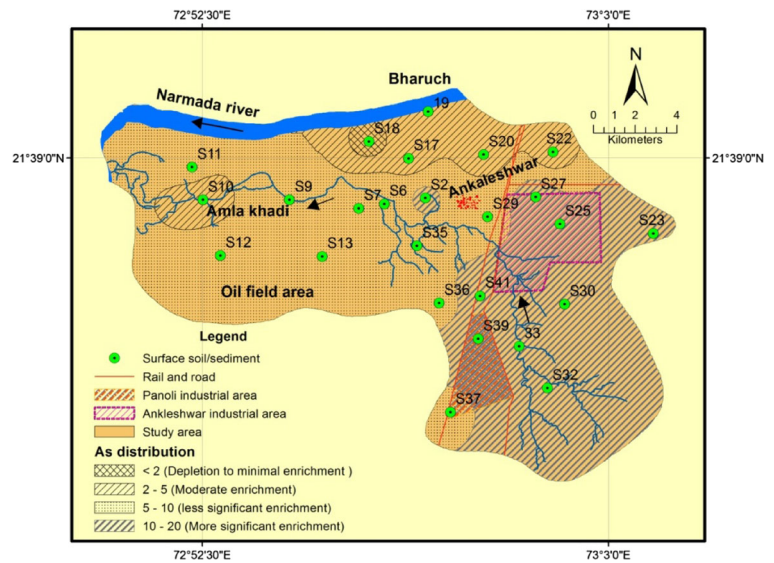 72°52'30"E
73°3'0"E
N
Bharuch
Narmada river
19
0 1 2 4
Kilometers
S18
S17
S20
S22
21°39'0"N
21°39'0"N
S11
Ankaleshwar
S10
S9
S7
S6
S2
S27
Amla khadi
S29
S25
S23
S35
S12
S13
Oil field area
S41
S36
S30
Legend
S39
33
Surface soil/sediment
Rail and road
S32
Panoli industrial area
S37
Ankleshwar industrial area
Study area
As distribution
< 2 (Depletion to minimal enrichment )
2 - 5 (Moderate enrichment)
5 - 10 (less significant enrichment)
10 - 20 (More significant enrichment)
72°52'30"E
73°3'0"E